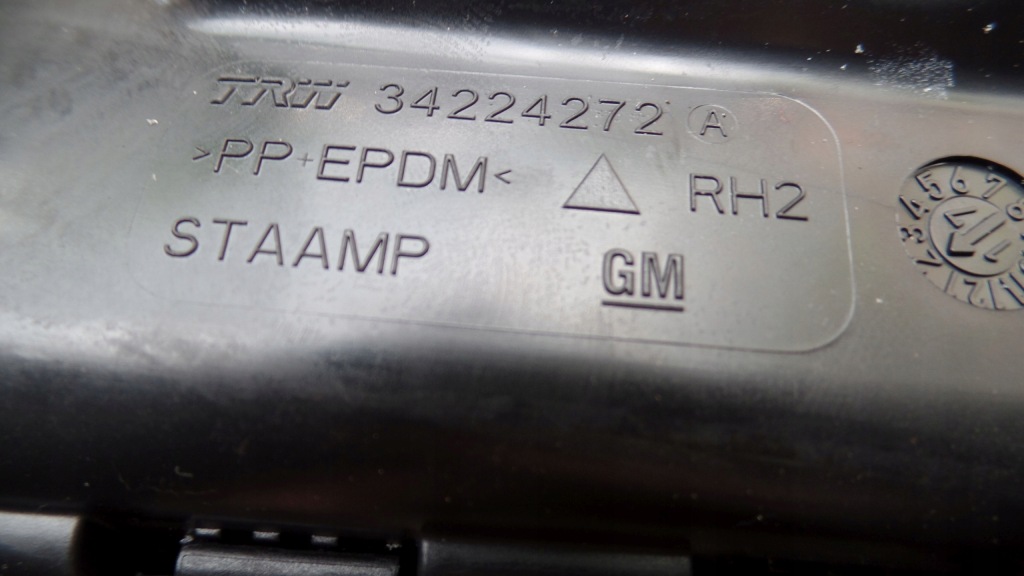 TRW 34224272 A
>PP+EPDM< RH2
STAAMP GM